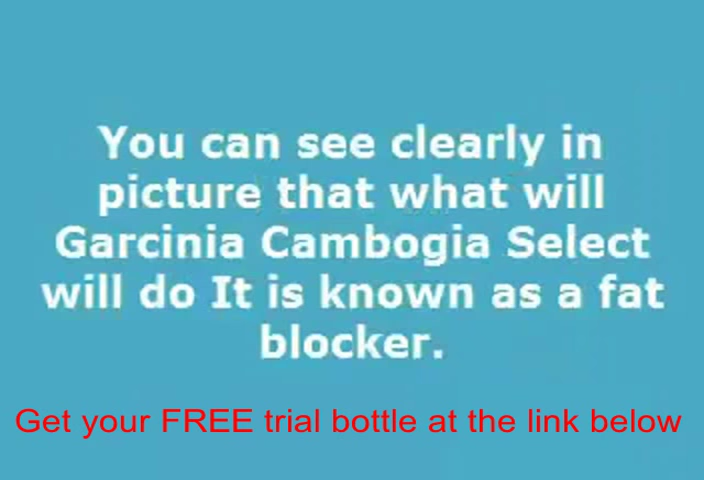 You can see clearly in
picture that what will
Garcinia Cambogia Select
will do It is known as a fat
blocker.
Get your FREE trial bottle at the link below